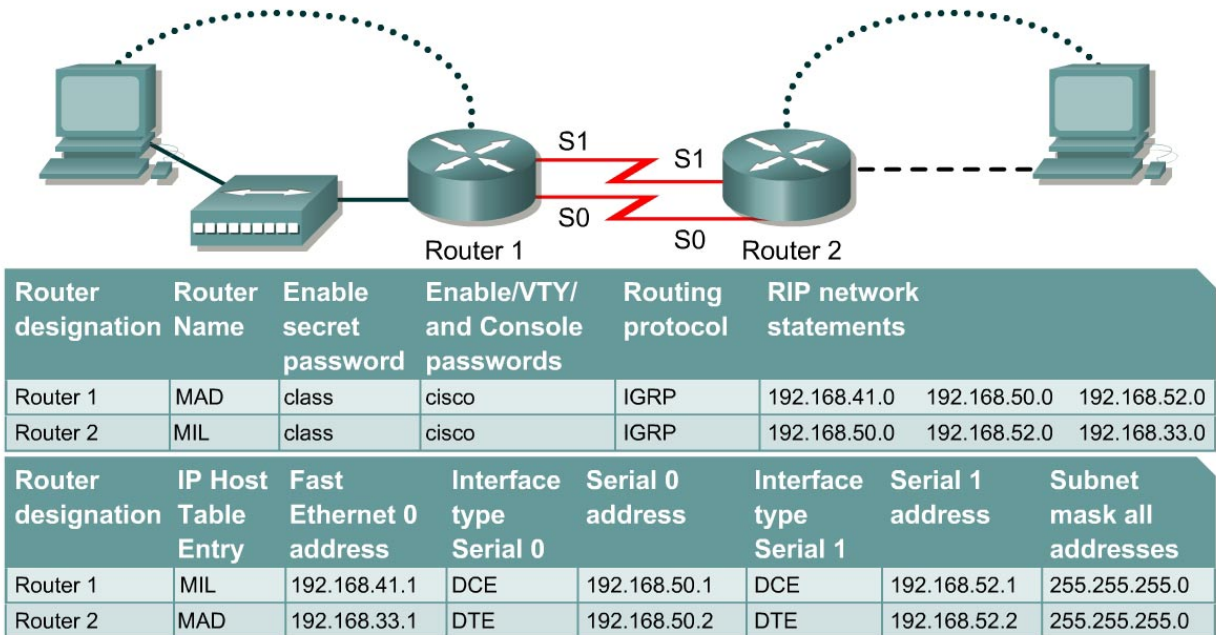 S1
S1
S0
S0
Router 1
Router 2
Router designation Router Name Enable secret password Enable/VTY/ and Console passwords Routing protocol RIP network statements
Router 1 MAD class cisco IGRP 192.168.41.0 192.168.50.0 192.168.52.0
Router 2 MIL class cisco IGRP 192.168.50.0 192.168.52.0 192.168.33.0
Router designation IP Host Table Entry Fast Ethernet 0 address Interface type Serial 0 Serial 0 address Interface type Serial 1 Serial 1 address Subnet mask all addresses
Router 1 MIL 192.168.41.1 DCE 192.168.50.1 DCE 192.168.52.1 255.255.255.0
Router 2 MAD 192.168.33.1 DTE 192.168.50.2 DTE 192.168.52.2 255.255.255.0